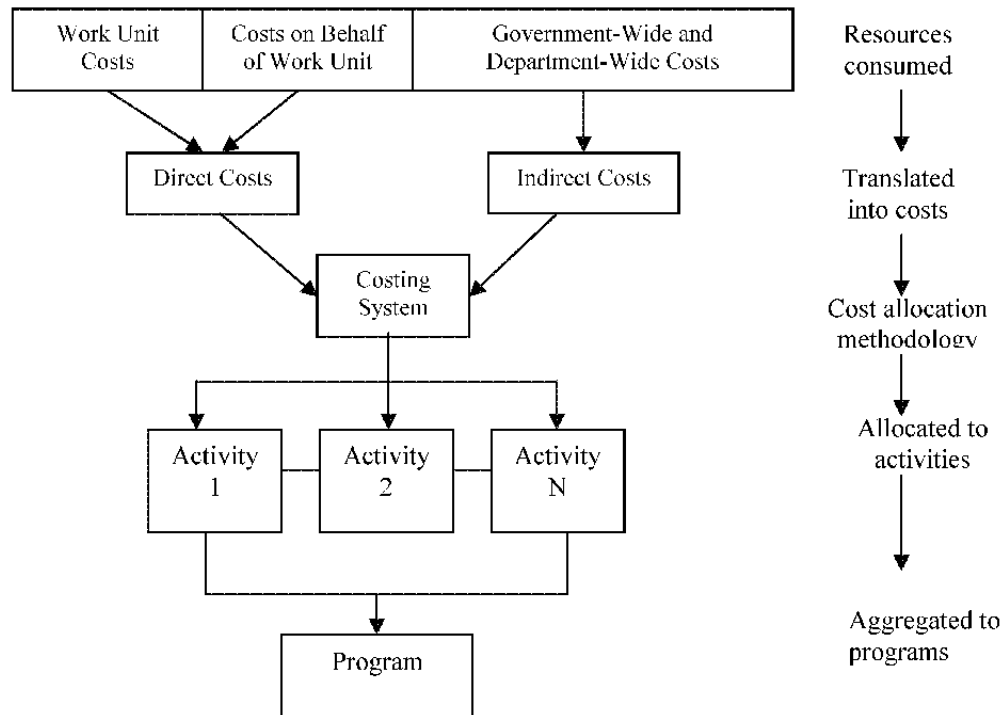 Work Unit
Costs
Costs on Behalf
of Work Unit
Government-Wide and
Department-Wide Costs
Resources
consumed
Direct Costs
Indirect Costs
Translated
into costs
Costing
System
Cost allocation
methodology
Activity
1
Activity
2
Activity
N
Allocated to
activities
Program
Aggregated to
programs